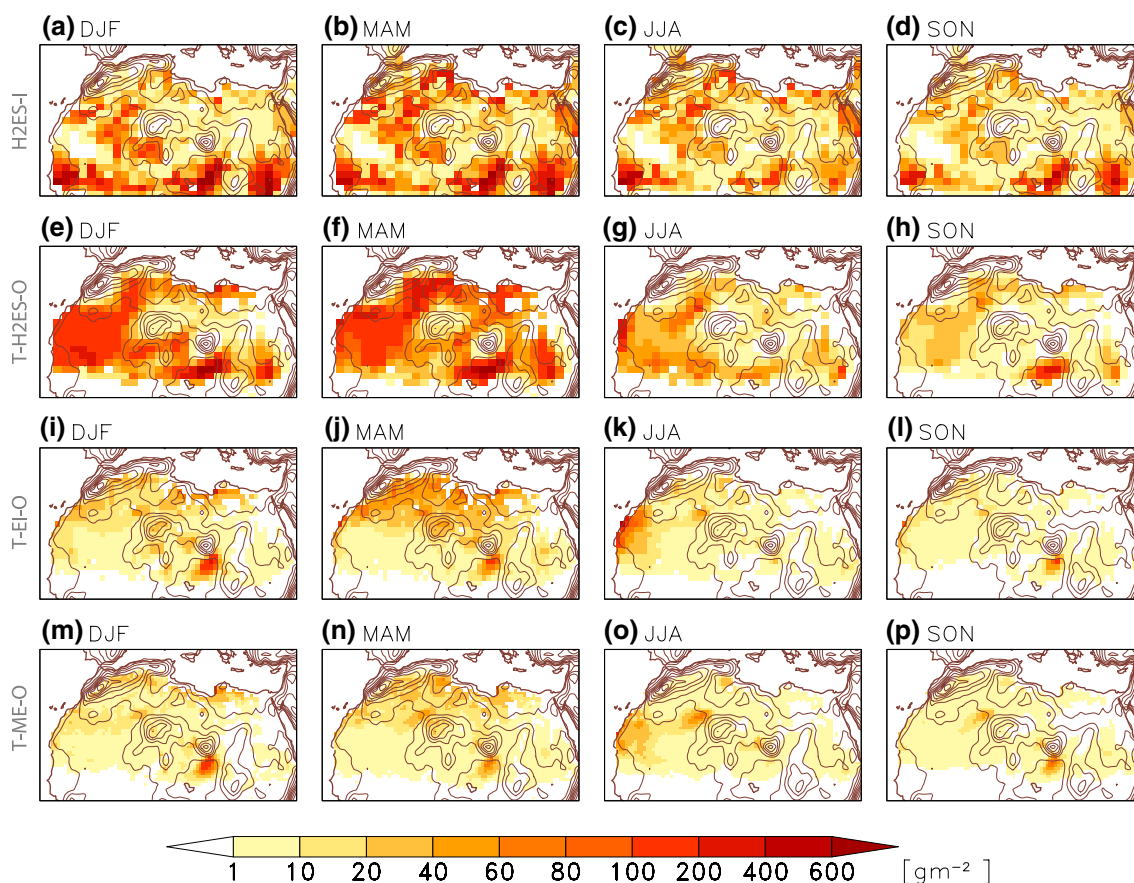 (a) DJF (b) MAM (c) JJA (d) SON
H2ES-I
(e) DJF (f) MAM (g) JJA (h) SON
T-H2ES-O
(i) DJF (j) MAM (k) JJA (l) SON
T-EI-O
(m) DJF (n) MAM (o) JJA (p) SON
T-ME-O
1 10 20 40 60 80 100 200 400 600 [gm⁻²]